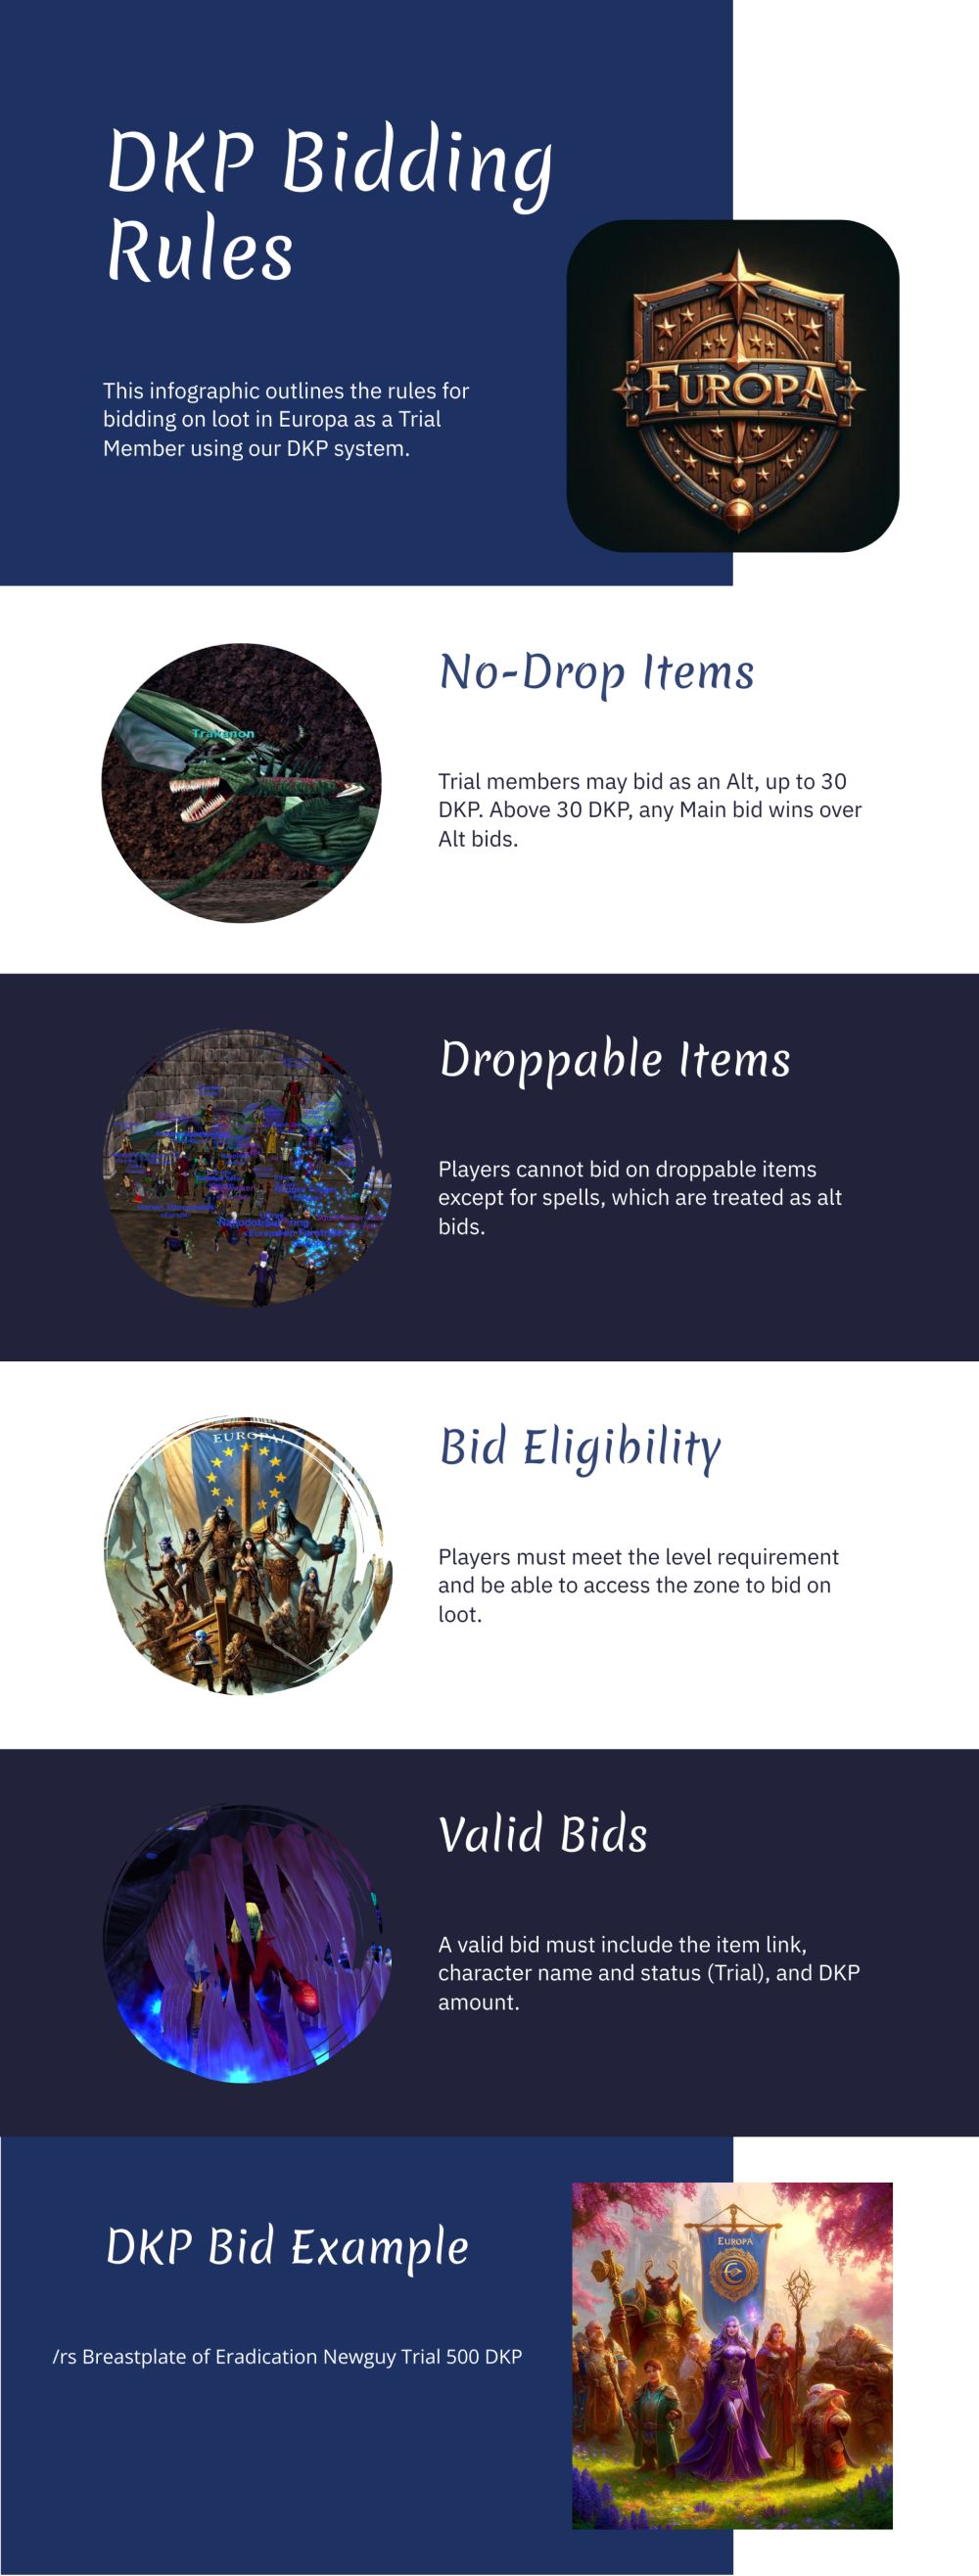 DKP Bidding
Rules
This infographic outlines the rules for
bidding on loot in Europa as a Trial
Member using our DKP system.
EUROPA
No-Drop Items
Trakanon
Trial members may bid as an Alt, up to 30
DKP. Above 30 DKP, any Main bid wins over
Alt bids.
Droppable Items
Players cannot bid on droppable items
except for spells, which are treated as alt
bids.
Bid Eligibility
EUROPA
Players must meet the level requirement
and be able to access the zone to bid on
loot.
Valid Bids
A valid bid must include the item link,
character name and status (Trial), and DKP
amount.
DKP Bid Example
EUROPA
/rs Breastplate of Eradication Newguy Trial 500 DKP